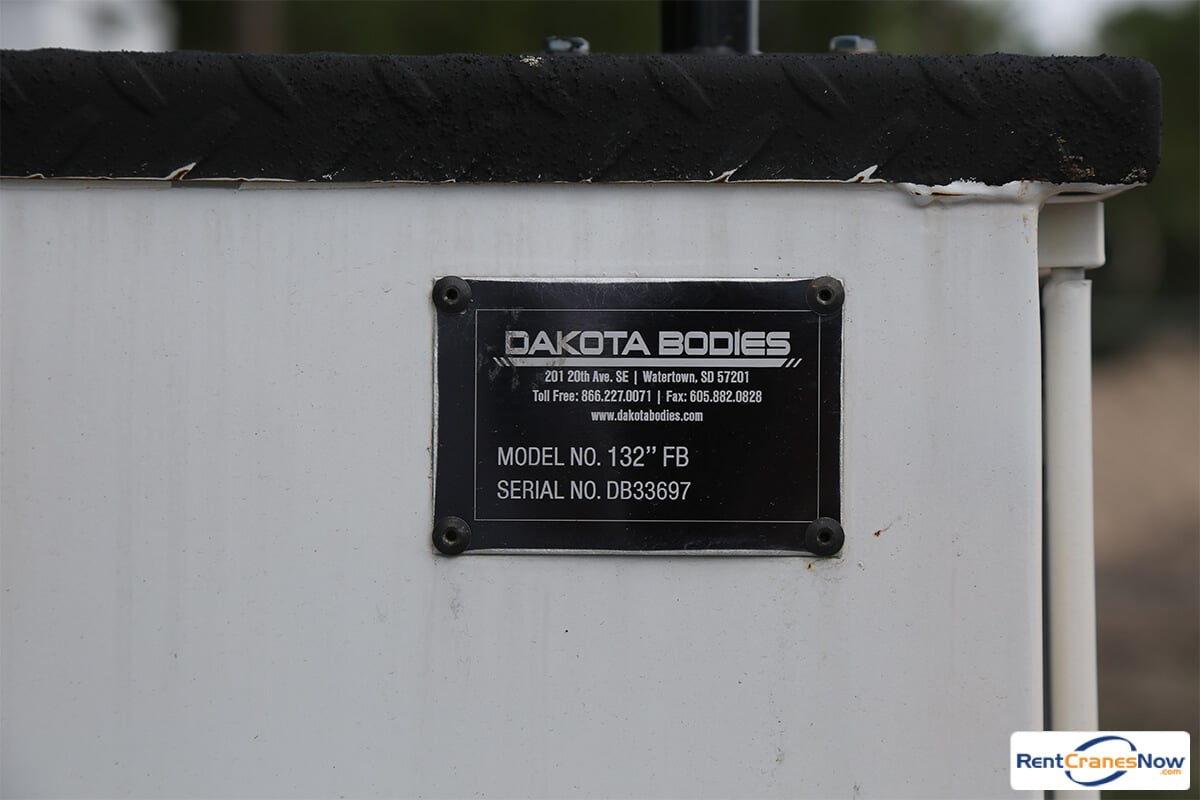 DAKOTA BODIES
201 20th Ave. SE | Watertown, SD 57201
Toll Free: 866.227.0071 | Fax: 605.882.0828
www.dakotabodies.com
MODEL NO. 132” FB
SERIAL NO. DB33697
RentCranesNow
.com